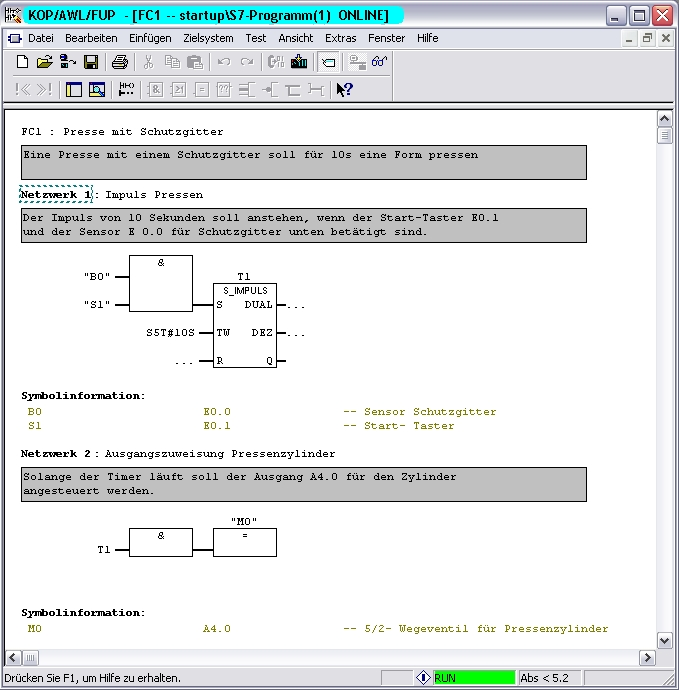 KOP/AWL/FUP - [FC1 -- startup\S7-Programm(1) ONLINE]
Datei Bearbeiten Einfügen Zielsystem Test Ansicht Extras Fenster Hilfe
FC1 : Presse mit Schutzgitter
Eine Presse mit einem Schutzgitter soll für 10s eine Form pressen
Netzwerk 1: Impuls Pressen
Der Impuls von 10 Sekunden soll anstehen, wenn der Start-Taster E0.1
und der Sensor E 0.0 für Schutzgitter unten betätigt sind.
&
"B0" T1
S_IMPULS
"S1" S DUAL ...
S5T#10S TW DEZ ...
... R Q
Symbolinformation:
B0 E0.0 -- Sensor Schutzgitter
S1 E0.1 -- Start- Taster
Netzwerk 2 : Ausgangszuweisung Pressenzylinder
Solange der Timer läuft soll der Ausgang A4.0 für den Zylinder
angesteuert werden.
"M0"
& =
T1
Symbolinformation:
M0 A4.0 -- 5/2- Wegeventil für Pressenzylinder
Drücken Sie F1, um Hilfe zu erhalten. RUN Abs < 5.2